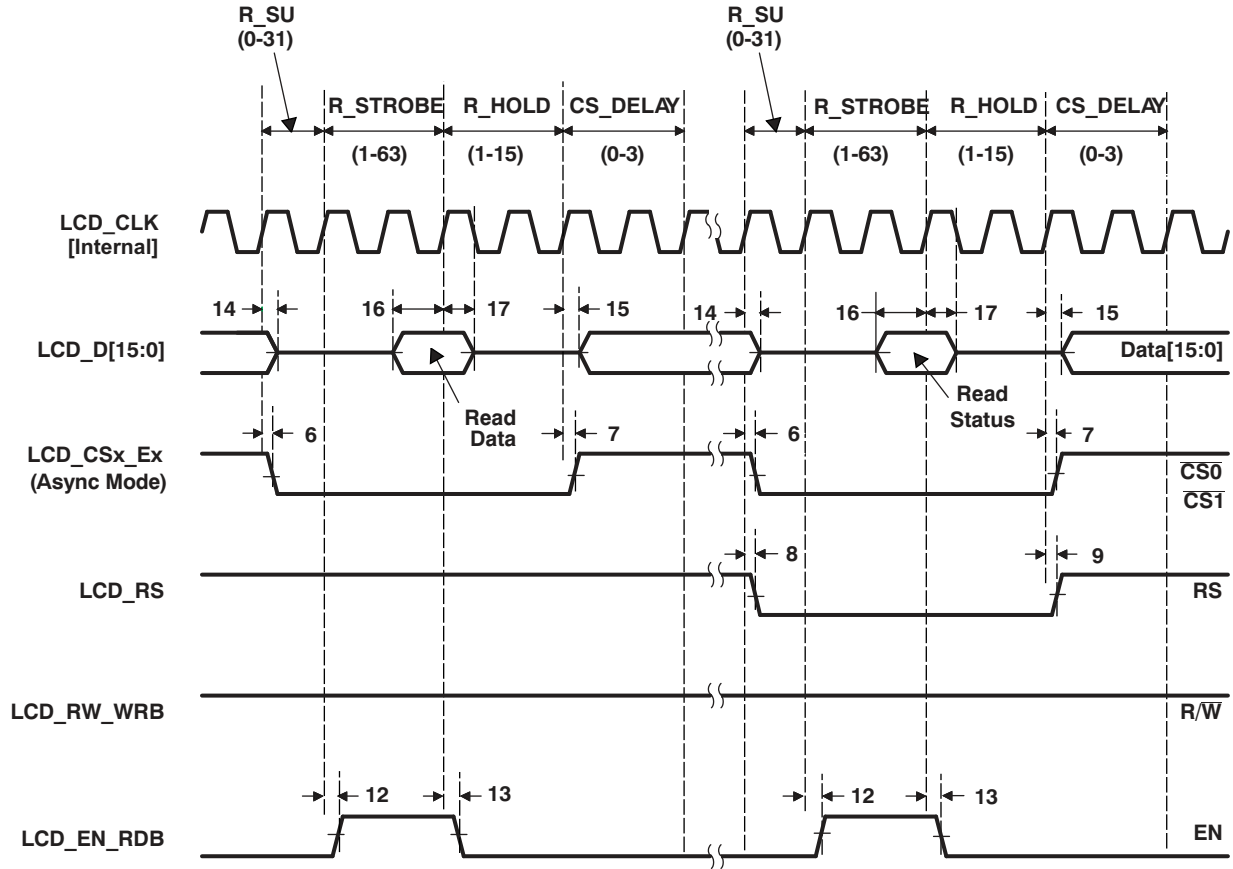 R_SU
(0-31)
R_SU
(0-31)
R_STROBE
R_HOLD
CS_DELAY
R_STROBE
R_HOLD
CS_DELAY
(1-63)
(1-15)
(0-3)
(1-63)
(1-15)
(0-3)
LCD_CLK
[Internal]
14
16
17
15
14
16
17
15
LCD_D[15:0]
Data[15:0]
Read
Data
Read
Status
6
7
6
7
LCD_CSx_Ex
(Async Mode)
C̅S̅0̅
C̅S̅1̅
8
9
LCD_RS
RS
LCD_RW_WRB
R/W̅
12
13
12
13
LCD_EN_RDB
EN